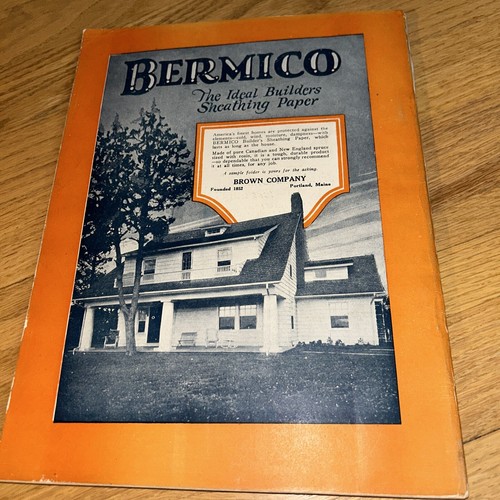 BERMICO
The Ideal Builders
Sheathing Paper
America's finest homes are protected against the
elements—cold, wind, moisture, dampness—with
BERMICO Builder's Sheathing Paper, which
lasts as long as the house.
Made of pure Canadian and New England spruce
sized with rosin, it is a tough, durable product
—so dependable that you can strongly recommend
it at all times, for any job.
A sample folder is yours for the asking.
BROWN COMPANY
Founded 1852 Portland, Maine